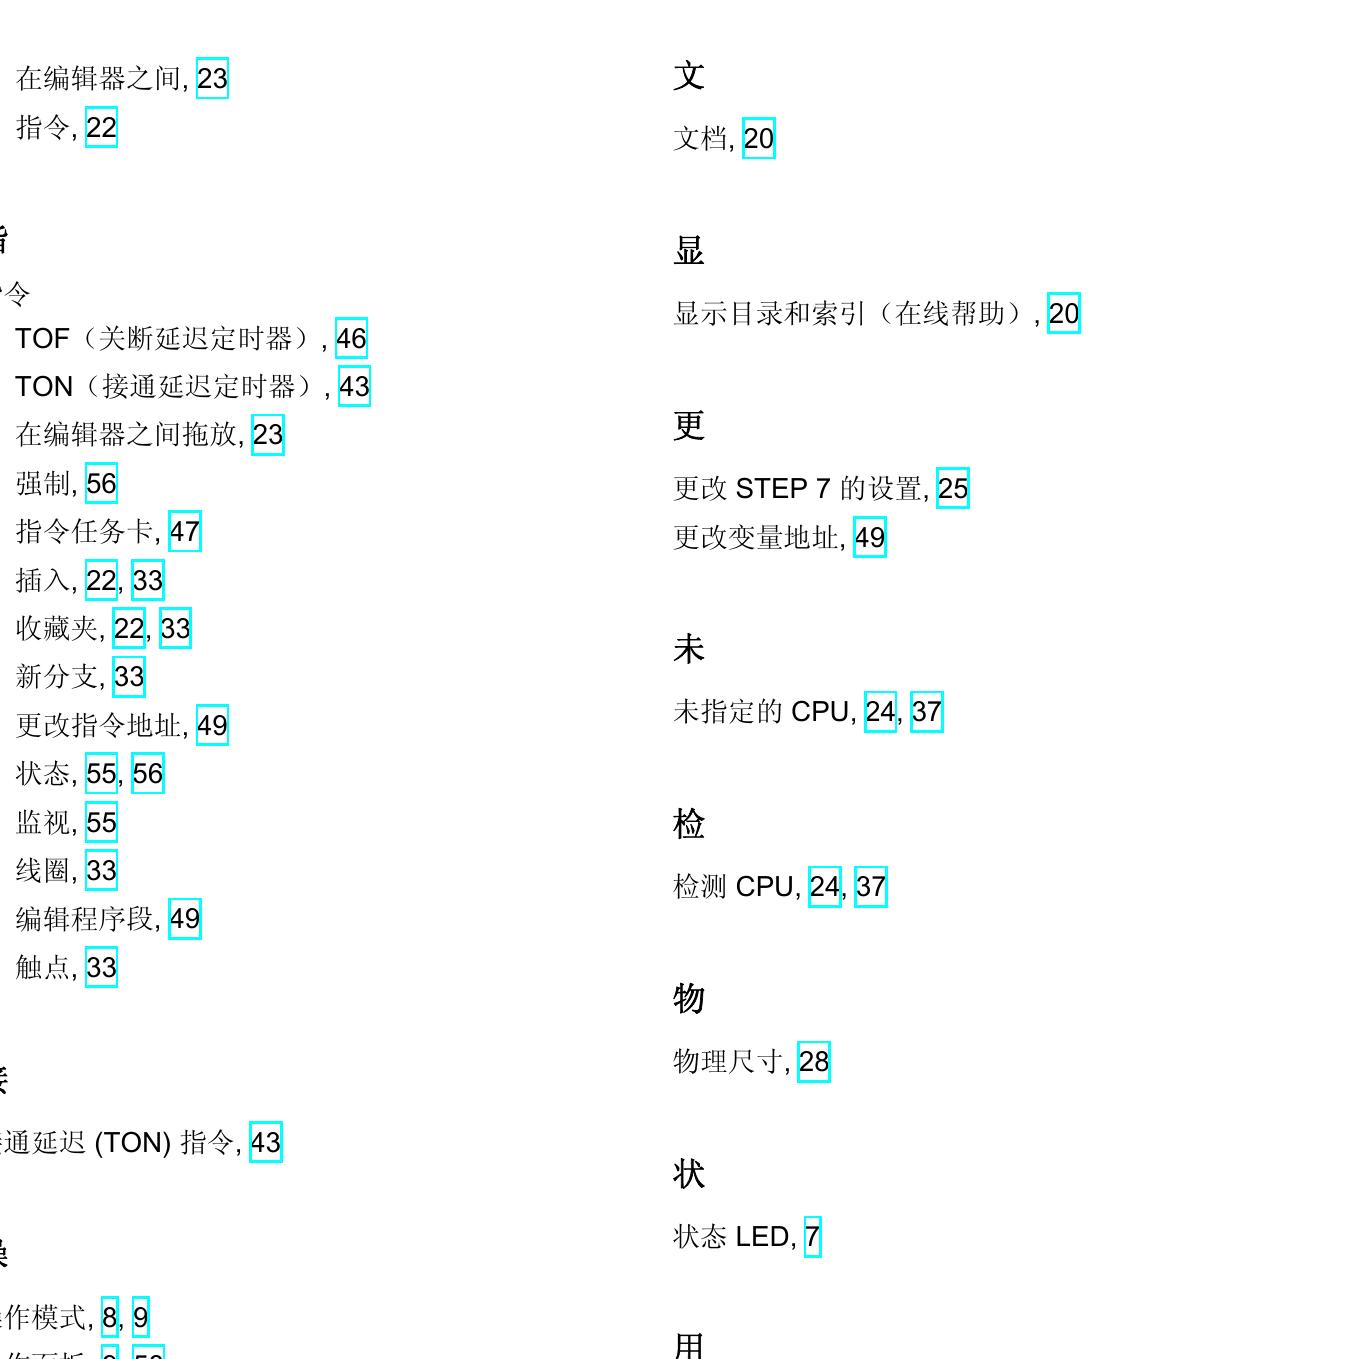 在编辑器之间, 23
指令, 22
指
令
TOF（关断延迟定时器）, 46
TON（接通延迟定时器）, 43
在编辑器之间拖放, 23
强制, 56
指令任务卡, 47
插入, 22, 33
收藏夹, 22, 33
新分支, 33
更改指令地址, 49
状态, 55, 56
监视, 55
线圈, 33
编辑程序段, 49
触点, 33
接
通延迟 (TON) 指令, 43
操
作模式, 8, 9
文
文档, 20
显
显示目录和索引（在线帮助）, 20
更
更改 STEP 7 的设置, 25
更改变量地址, 49
未
未指定的 CPU, 24, 37
检
检测 CPU, 24, 37
物
物理尺寸, 28
状
状态 LED, 7
用